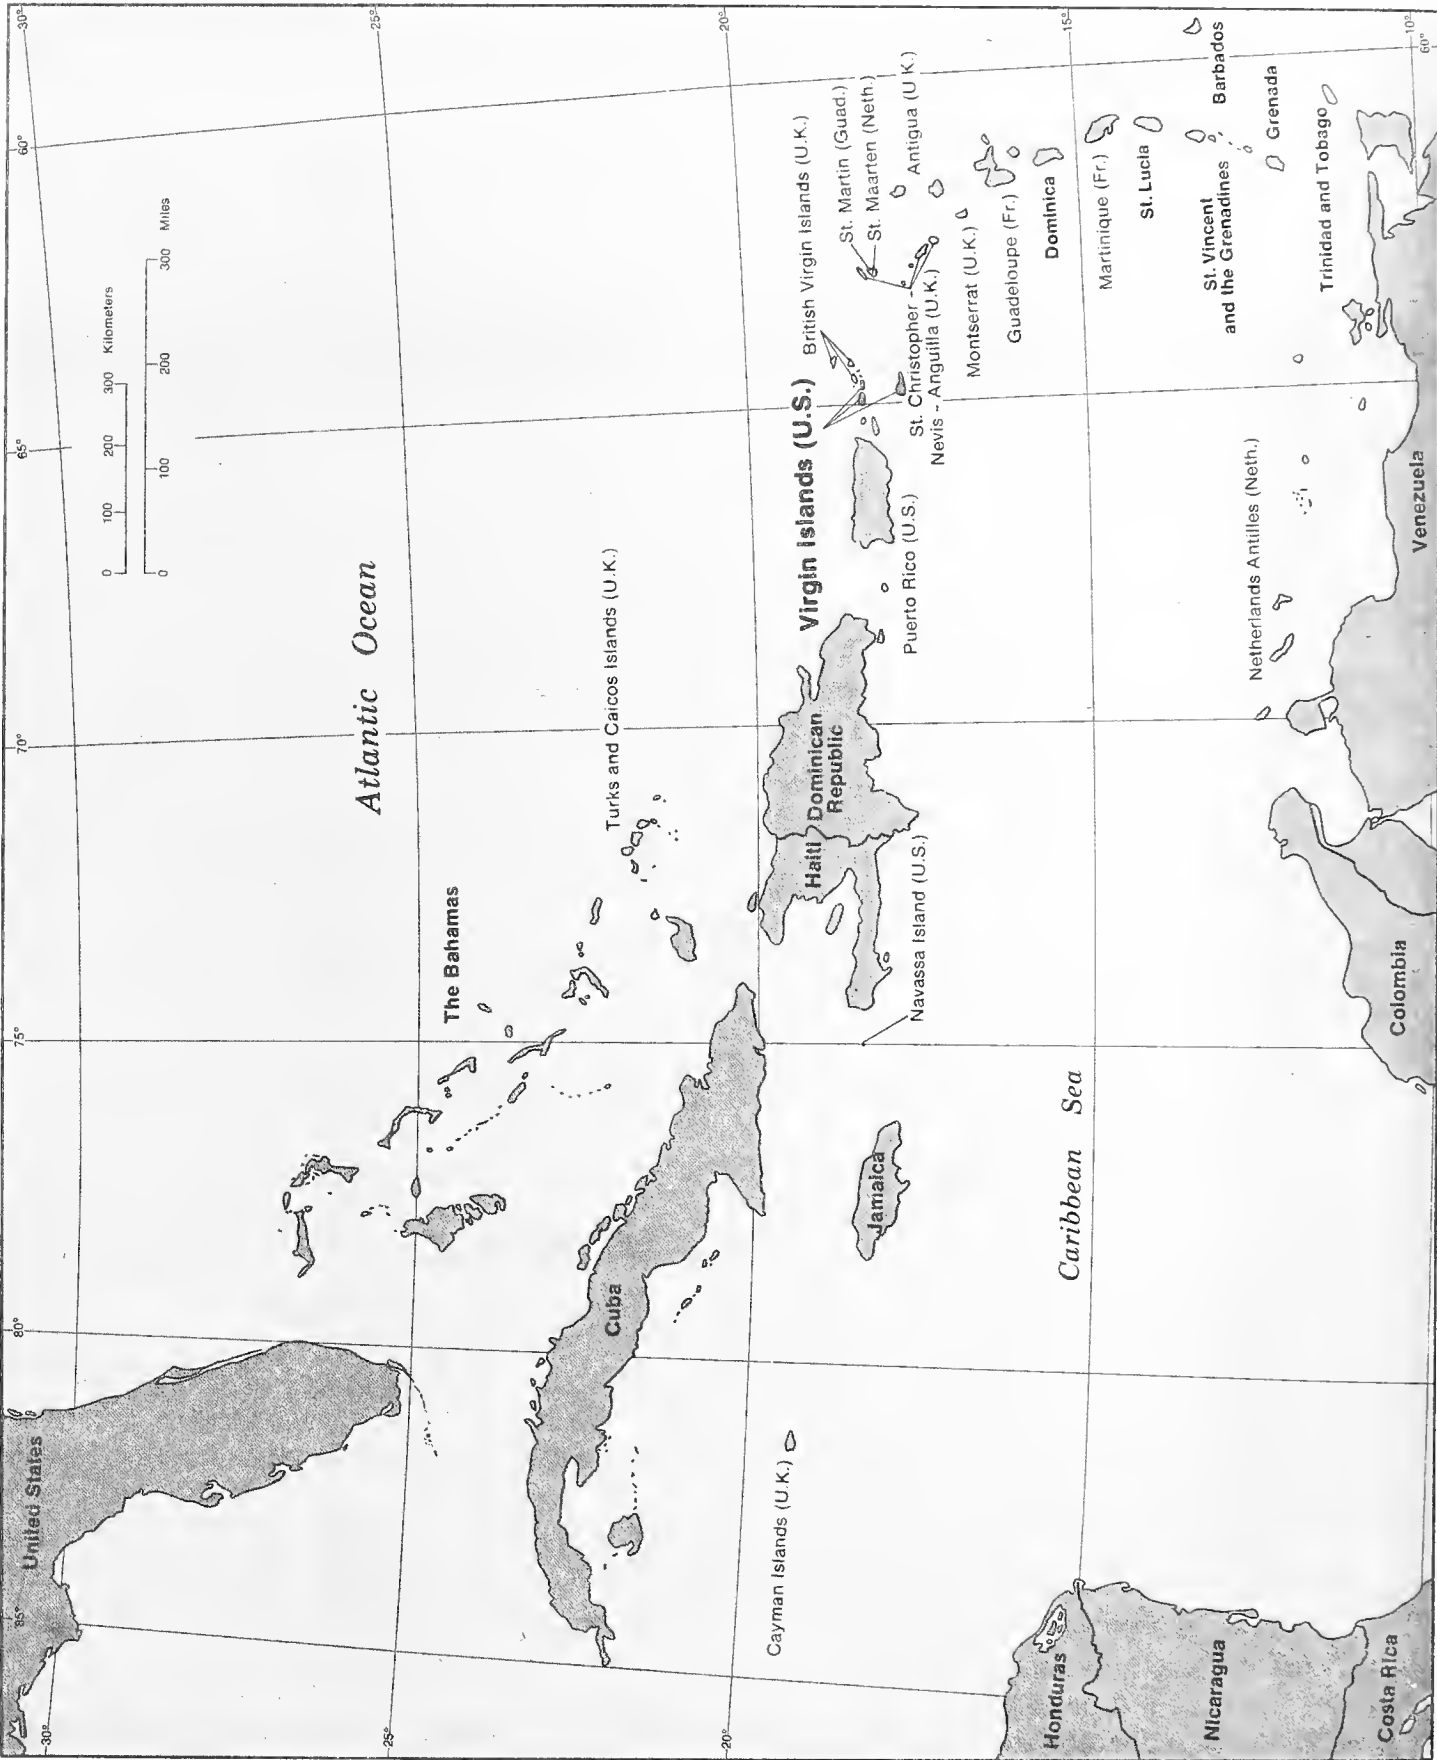 United States
Atlantic Ocean
0 100 200 300 Kilometers
0 100 200 300 Miles
The Bahamas
Turks and Caicos Islands (U.K.)
Cuba
Cayman Islands (U.K.)
Jamaica
Navassa Island (U.S.)
Haiti
Dominican
Republic
Puerto Rico (U.S.)
Virgin Islands (U.S.)
British Virgin Islands (U.K.)
St. Martin (Guad.)
St. Maarten (Neth.)
St. Christopher -
Nevis - Anguilla (U.K.)
Antigua (U.K.)
Montserrat (U.K.)
Guadeloupe (Fr.)
Dominica
Martinique (Fr.)
St. Lucia
St. Vincent
and the Grenadines
Barbados
Grenada
Trinidad and Tobago
Caribbean Sea
Netherlands Antilles (Neth.)
Honduras
Nicaragua
Costa Rica
Colombia
Venezuela
85°
80°
75°
70°
65°
60°
30°
30°
25°
25°
20°
20°
15°
10°
60°